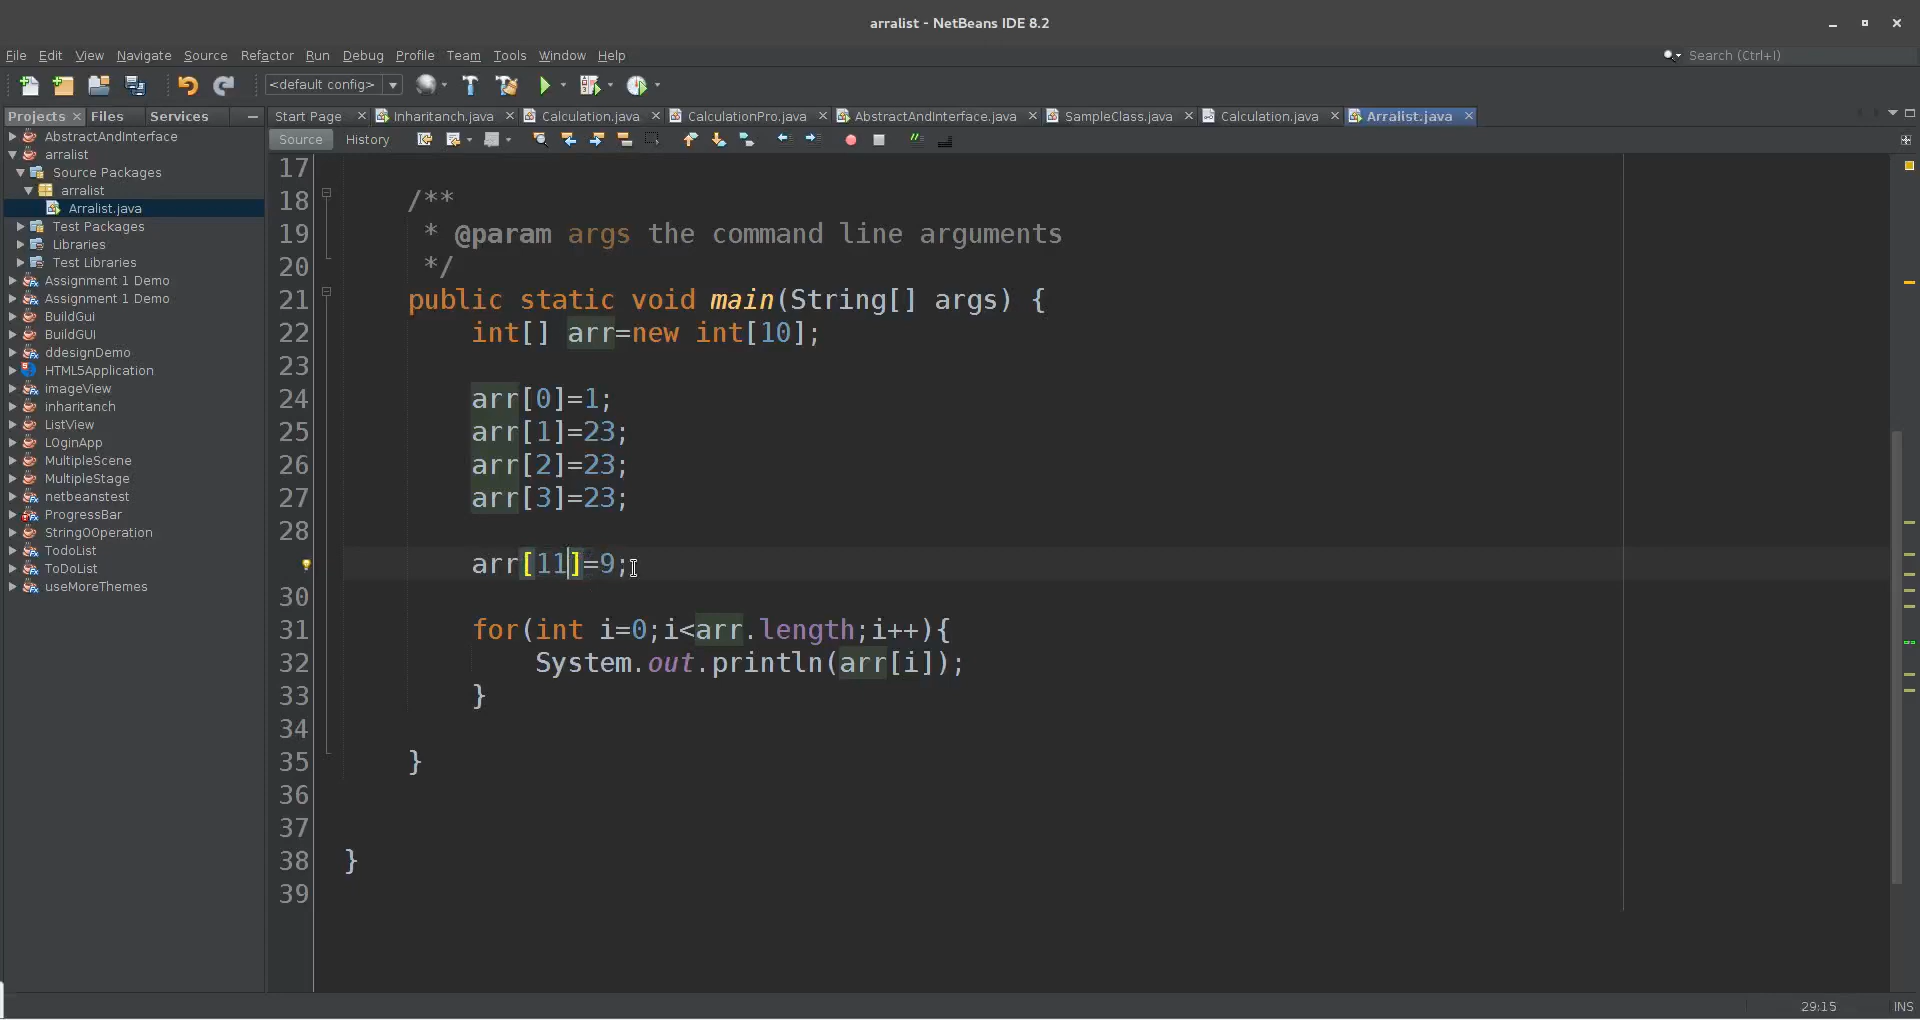 arralist - NetBeans IDE 8.2
File Edit View Navigate Source Refactor Run Debug Profile Team Tools Window Help
Search (Ctrl+I)
<default config>
Projects Files Services
Start Page Inharitanch.java Calculation.java CalculationPro.java AbstractAndInterface.java SampleClass.java Calculation.java Arralist.java
Source History
AbstractAndInterface
arralist
Source Packages
arralist
Arralist.java
Test Packages
Libraries
Test Libraries
Assignment 1 Demo
Assignment 1 Demo
BuildGui
BuildGUI
ddesignDemo
HTML5Application
imageView
inharitanch
ListView
LOginApp
MultipleScene
MultipleStage
netbeanstest
ProgressBar
StringOOperation
TodoList
ToDoList
useMoreThemes
17
18 /**
19 * @param args the command line arguments
20 */
21 public static void main(String[] args) {
22 int[] arr=new int[10];
23
24 arr[0]=1;
25 arr[1]=23;
26 arr[2]=23;
27 arr[3]=23;
28
arr[11]=9;
30
31 for(int i=0;i<arr.length;i++){
32 System.out.println(arr[i]);
33 }
34
35 }
36
37
38 }
39
29:15 INS